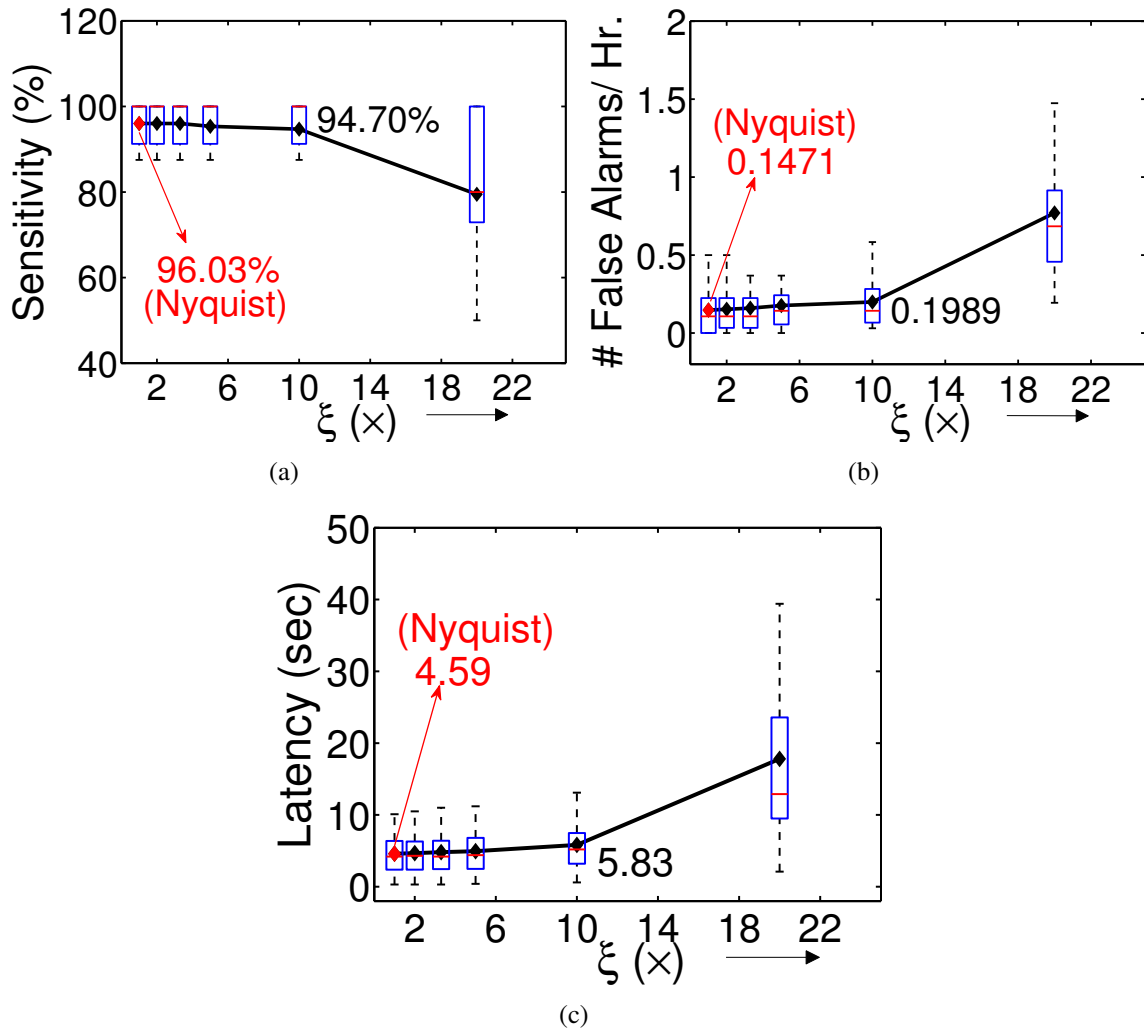 120
100
80
60
40
Sensitivity (%)
94.70%
96.03%
(Nyquist)
2 6 10 14 18 22
ξ (×)
(a)
2
1.5
1
0.5
0
# False Alarms/ Hr.
(Nyquist)
0.1471
0.1989
2 6 10 14 18 22
ξ (×)
(b)
50
40
30
20
10
0
Latency (sec)
(Nyquist)
4.59
5.83
2 6 10 14 18 22
ξ (×)
(c)